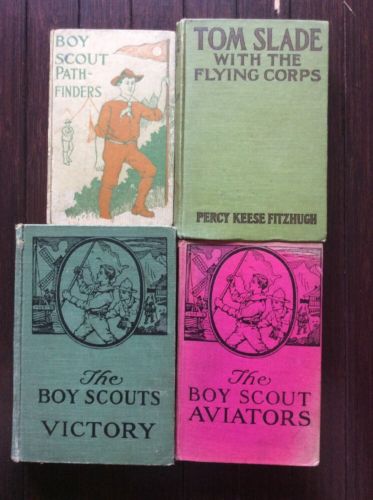 BOY
SCOUT
PATH-
FINDERS
TOM SLADE
WITH THE
FLYING CORPS
PERCY KEESE FITZHUGH
The
BOY SCOUTS
VICTORY
The
BOY SCOUT
AVIATORS